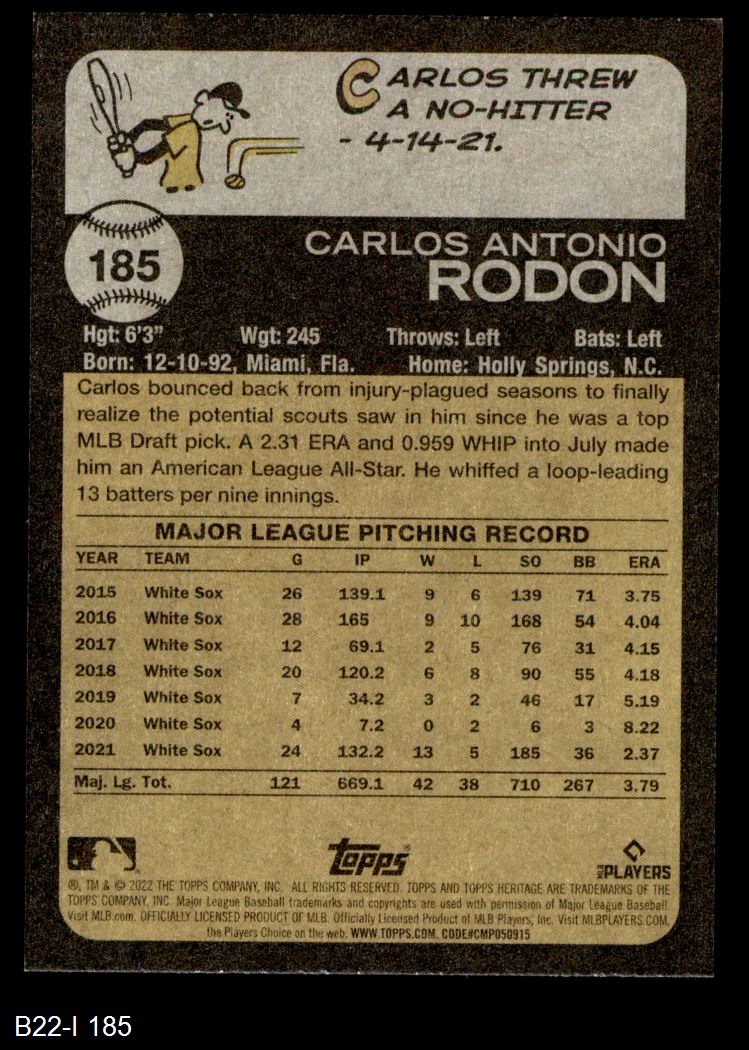 CARLOS THREW
A NO-HITTER
- 4-14-21.
185
CARLOS ANTONIO
RODON
Hgt: 6'3" Wgt: 245 Throws: Left Bats: Left
Born: 12-10-92, Miami, Fla. Home: Holly Springs, N.C.
Carlos bounced back from injury-plagued seasons to finally
realize the potential scouts saw in him since he was a top
MLB Draft pick. A 2.31 ERA and 0.959 WHIP into July made
him an American League All-Star. He whiffed a loop-leading
13 batters per nine innings.
MAJOR LEAGUE PITCHING RECORD
YEAR TEAM G IP W L SO BB ERA
2015 White Sox 26 139.1 9 6 139 71 3.75
2016 White Sox 28 165 9 10 168 54 4.04
2017 White Sox 12 69.1 2 5 76 31 4.15
2018 White Sox 20 120.2 6 8 90 55 4.18
2019 White Sox 7 34.2 3 2 46 17 5.19
2020 White Sox 4 7.2 0 2 6 3 8.22
2021 White Sox 24 132.2 13 5 185 36 2.37
Maj. Lg. Tot. 121 669.1 42 38 710 267 3.79
Topps® MLB PLAYERS
®, TM & © 2022 THE TOPPS COMPANY, INC. ALL RIGHTS RESERVED. TOPPS AND TOPPS HERITAGE ARE TRADEMARKS OF THE
TOPPS COMPANY, INC. Major League Baseball trademarks and copyrights are used with permission of Major League Baseball.
Visit MLB.com. OFFICIALLY LICENSED PRODUCT OF MLB. Officially Licensed Product of MLB Players, Inc. Visit MLBPLAYERS.COM,
the Players Choice on the web. WWW.TOPPS.COM. CODE#CMP050915
B22-I 185